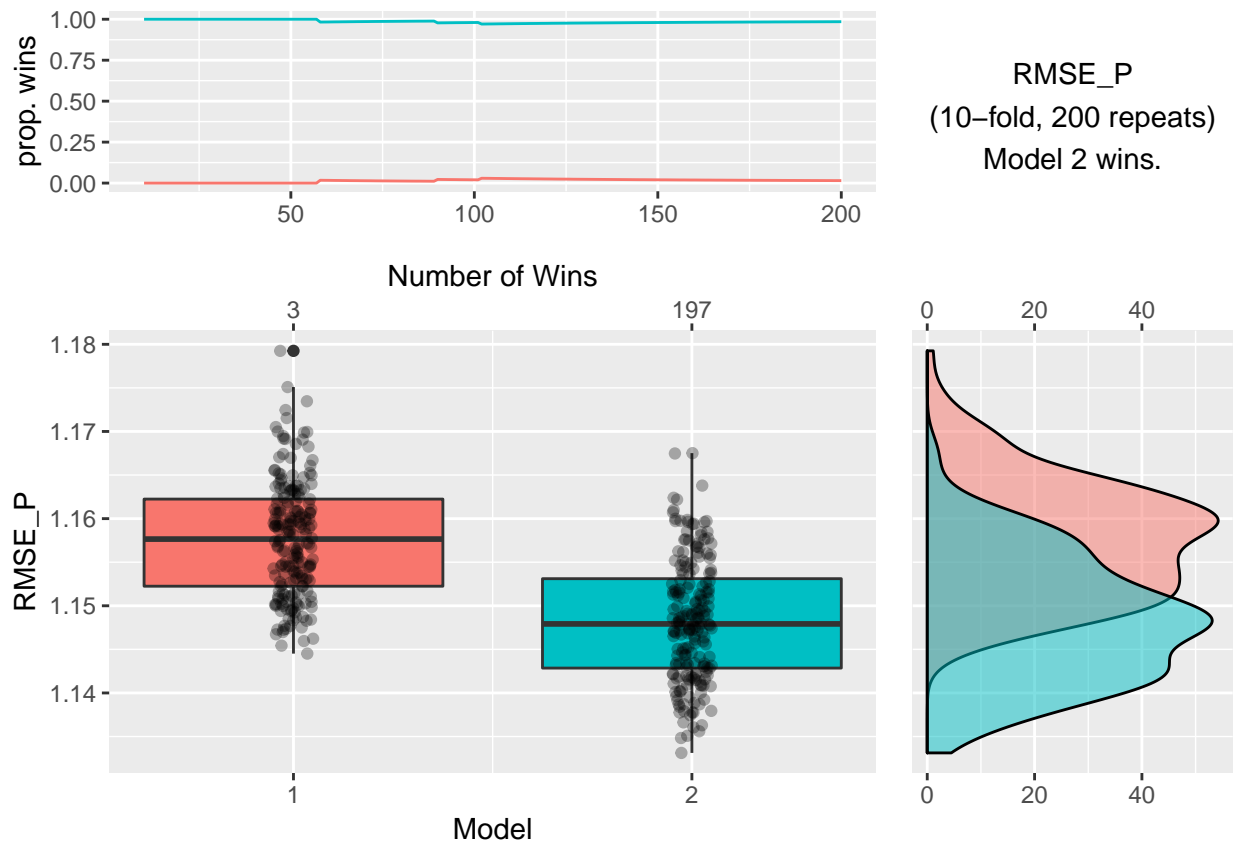 1.00
0.75
0.50
0.25
0.00
prop. wins
50 100 150 200
RMSE_P
(10−fold, 200 repeats)
Model 2 wins.
Number of Wins
3 197
1.18
1.17
1.16
1.15
1.14
RMSE_P
1 2
Model
0 20 40
0 20 40